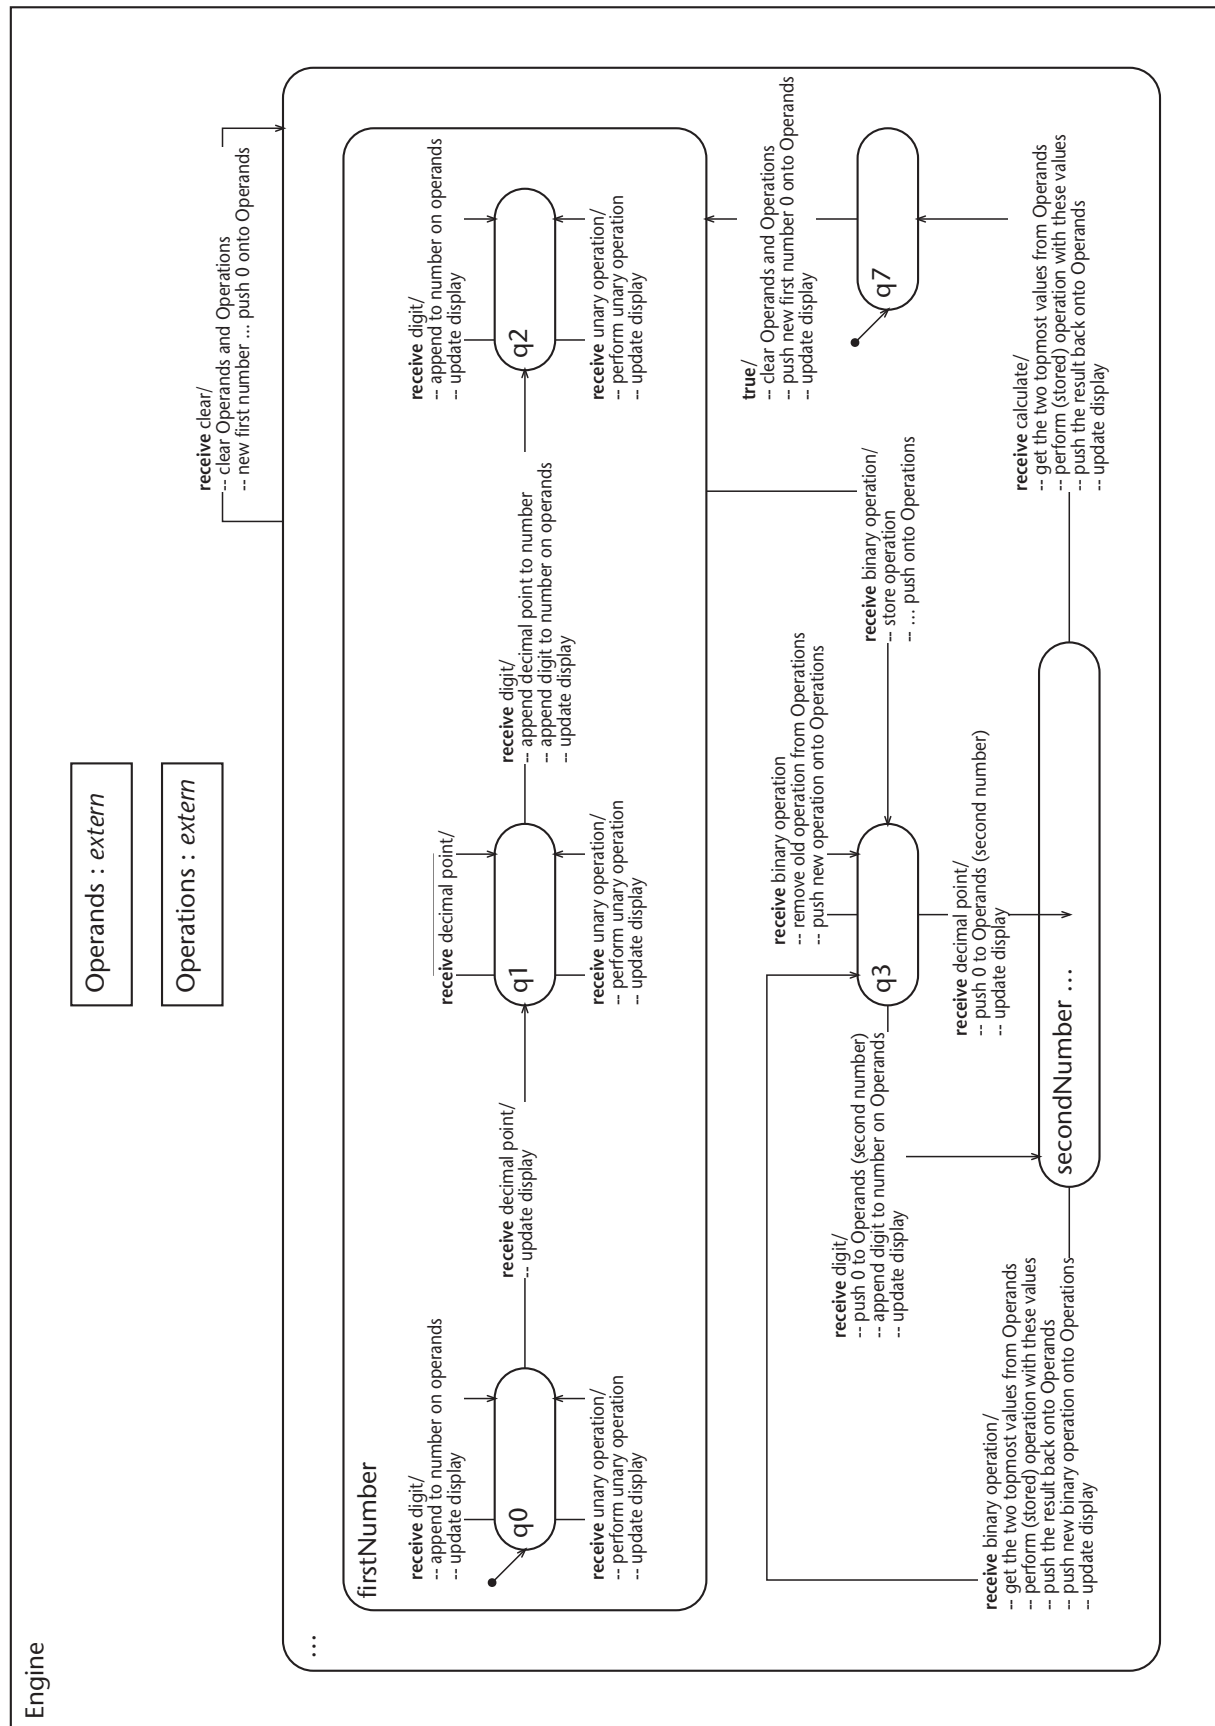 Engine
Operands : extern
Operations : extern
...
receive clear/
-- clear Operands and Operations
-- new first number ... push 0 onto Operands
firstNumber
receive digit/
-- append to number on operands
-- update display
q0
receive unary operation/
-- perform unary operation
-- update display
receive decimal point/
-- update display
receive decimal point/
q1
receive unary operation/
-- perform unary operation
-- update display
receive digit/
-- append decimal point to number
-- append digit to number on operands
-- update display
receive digit/
-- append to number on operands
-- update display
q2
receive unary operation/
-- perform unary operation
-- update display
receive binary operation/
-- get the two topmost values from Operands
-- perform (stored) operation with these values
-- push the result back onto Operands
-- push new binary operation onto Operations
-- update display
receive digit/
-- push 0 to Operands (second number)
-- append digit to number on Operands
-- update display
receive binary operation
-- remove old operation from Operations
-- push new operation onto Operations
q3
receive decimal point/
-- push 0 to Operands (second number)
-- update display
receive binary operation/
-- store operation
-- ... push onto Operations
true/
-- clear Operands and Operations
-- push new first number 0 onto Operands
-- update display
q7
secondNumber ...
receive calculate/
-- get the two topmost values from Operands
-- perform (stored) operation with these values
-- push the result back onto Operands
-- update display